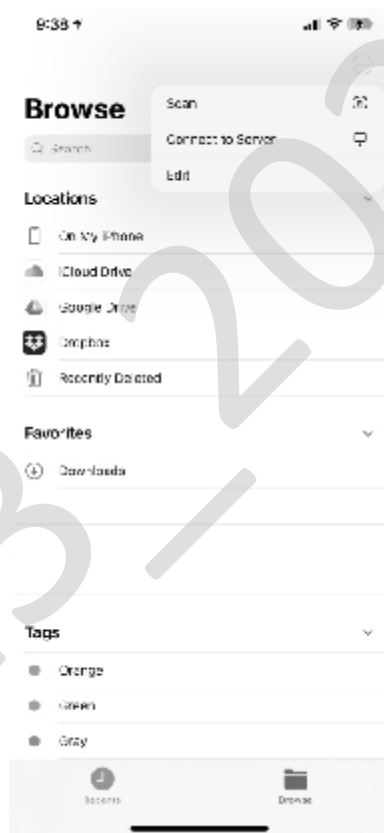 9:38
Browse
Scan
Search
Connect to Server
Edit
Locations
On My iPhone
iCloud Drive
Google Drive
Dropbox
Recently Deleted
Favorites
Downloads
Tags
Orange
Green
Gray
Recents
Browse